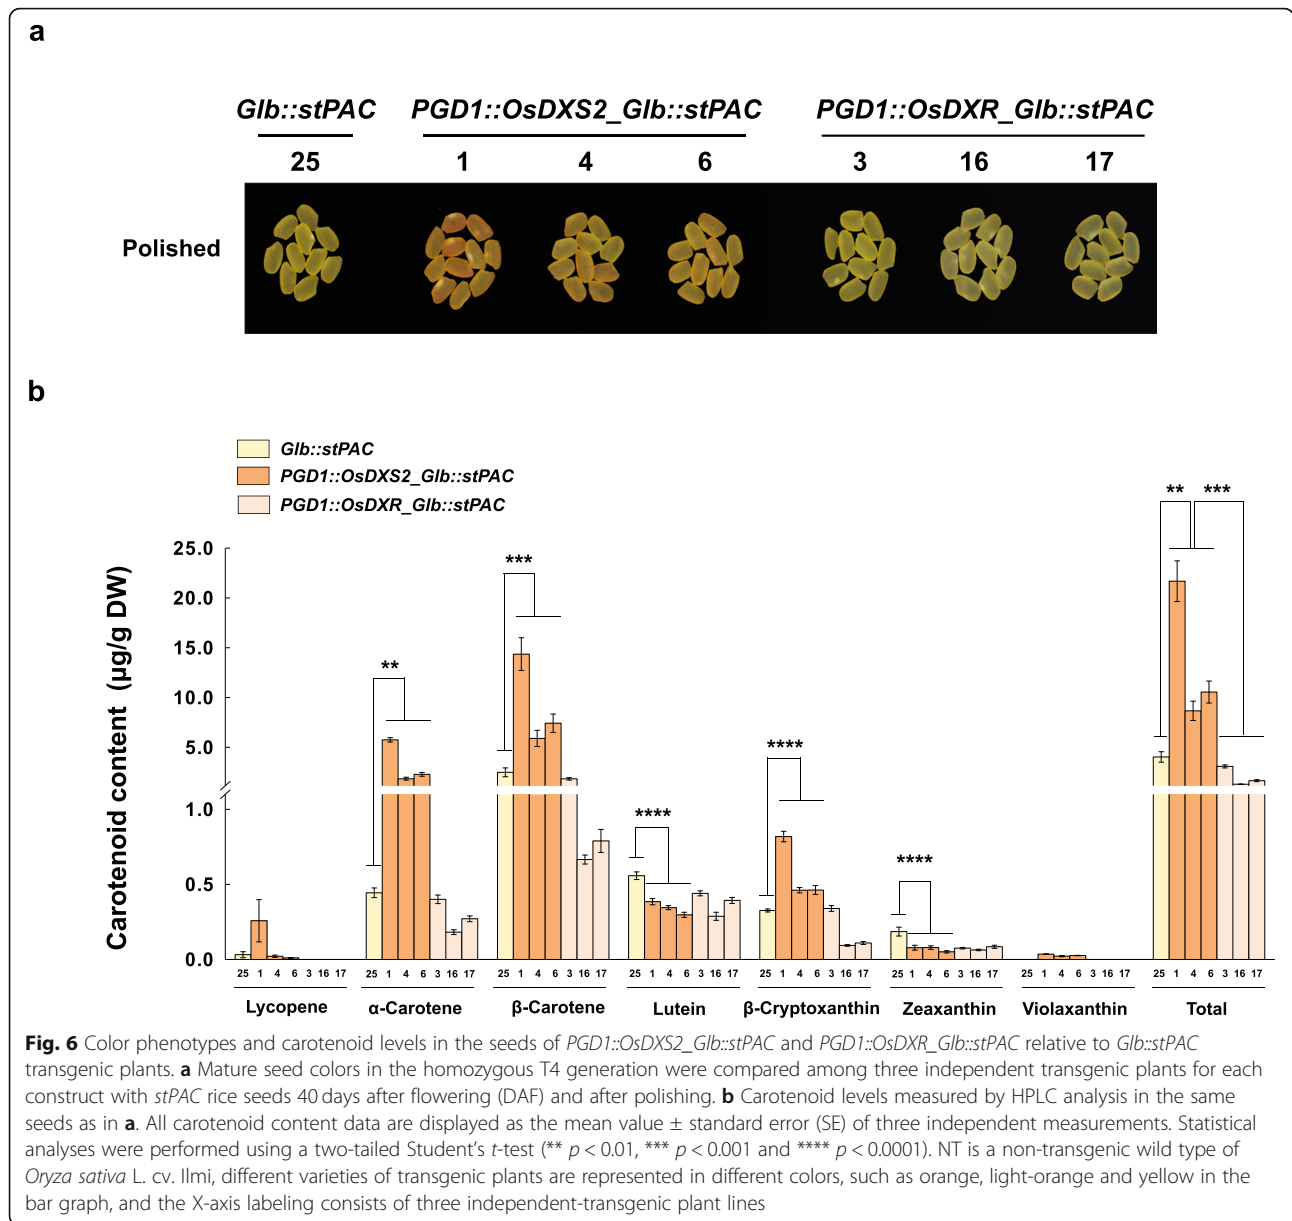 a
Glb::stPAC PGD1::OsDXS2_Glb::stPAC PGD1::OsDXR_Glb::stPAC
25 1 4 6 3 16 17
Polished
b
Glb::stPAC
PGD1::OsDXS2_Glb::stPAC
PGD1::OsDXR_Glb::stPAC
Carotenoid content (µg/g DW)
25.0
20.0
15.0
10.0
5.0
1.0
0.5
0.0
** *** **** **** **** ** ***
25 1 4 6 3 16 17 25 1 4 6 3 16 17 25 1 4 6 3 16 17 25 1 4 6 3 16 17 25 1 4 6 3 16 17 25 1 4 6 3 16 17 25 1 4 6 3 16 17 25 1 4 6 3 16 17
Lycopene α-Carotene β-Carotene Lutein β-Cryptoxanthin Zeaxanthin Violaxanthin Total
Fig. 6 Color phenotypes and carotenoid levels in the seeds of PGD1::OsDXS2_Glb::stPAC and PGD1::OsDXR_Glb::stPAC relative to Glb::stPAC
transgenic plants. a Mature seed colors in the homozygous T4 generation were compared among three independent transgenic plants for each
construct with stPAC rice seeds 40 days after flowering (DAF) and after polishing. b Carotenoid levels measured by HPLC analysis in the same
seeds as in a. All carotenoid content data are displayed as the mean value ± standard error (SE) of three independent measurements. Statistical
analyses were performed using a two-tailed Student's t-test (** p < 0.01, *** p < 0.001 and **** p < 0.0001). NT is a non-transgenic wild type of
Oryza sativa L. cv. Ilmi, different varieties of transgenic plants are represented in different colors, such as orange, light-orange and yellow in the
bar graph, and the X-axis labeling consists of three independent-transgenic plant lines